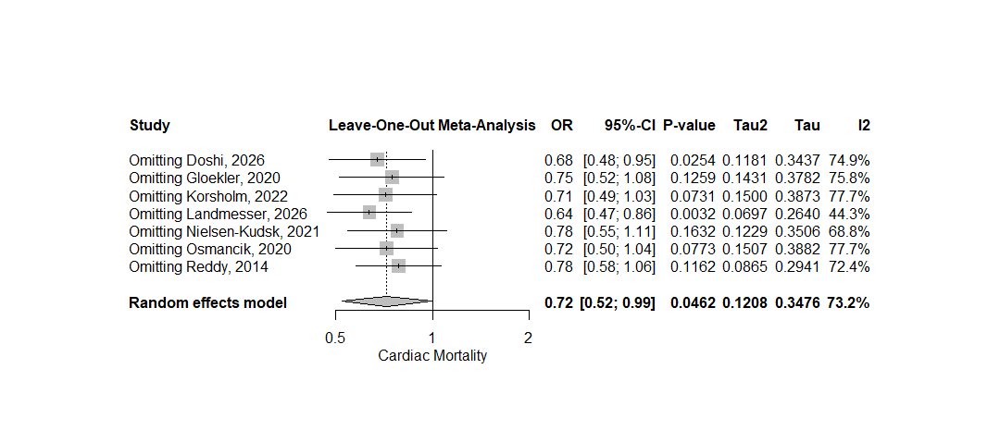 Study Leave-One-Out Meta-Analysis OR 95%-CI P-value Tau2 Tau I2
Omitting Doshi, 2026 0.68 [0.48; 0.95] 0.0254 0.1181 0.3437 74.9%
Omitting Gloekler, 2020 0.75 [0.52; 1.08] 0.1259 0.1431 0.3782 75.8%
Omitting Korsholm, 2022 0.71 [0.49; 1.03] 0.0731 0.1500 0.3873 77.7%
Omitting Landmesser, 2026 0.64 [0.47; 0.86] 0.0032 0.0697 0.2640 44.3%
Omitting Nielsen-Kudsk, 2021 0.78 [0.55; 1.11] 0.1632 0.1229 0.3506 68.8%
Omitting Osmancik, 2020 0.72 [0.50; 1.04] 0.0773 0.1507 0.3882 77.7%
Omitting Reddy, 2014 0.78 [0.58; 1.06] 0.1162 0.0865 0.2941 72.4%
Random effects model 0.72 [0.52; 0.99] 0.0462 0.1208 0.3476 73.2%
0.5 1 2
Cardiac Mortality